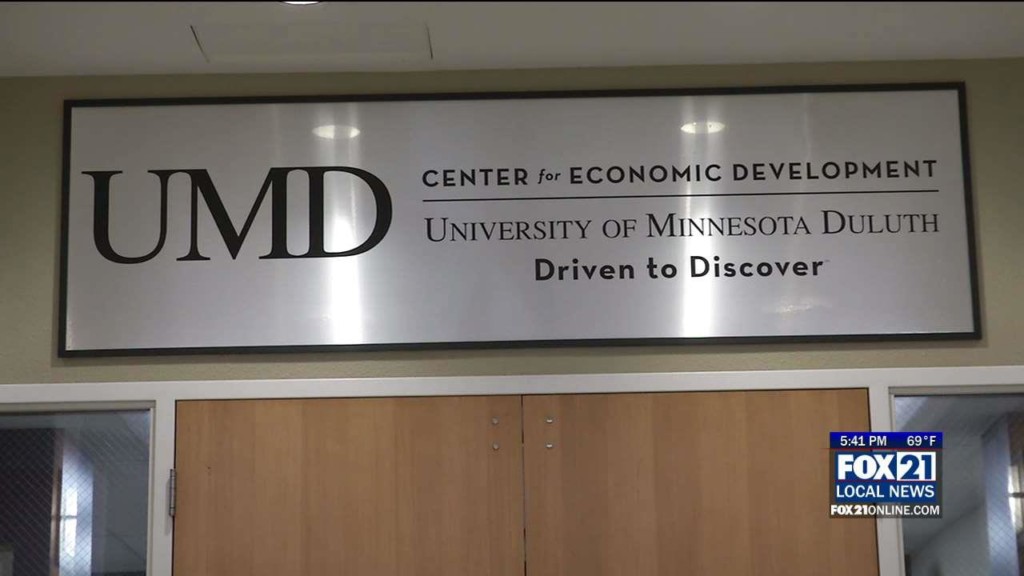 UMD
CENTER for ECONOMIC DEVELOPMENT
UNIVERSITY OF MINNESOTA DULUTH
Driven to Discover
5:41 PM 69°F
FOX21
LOCAL NEWS
FOX21ONLINE.COM